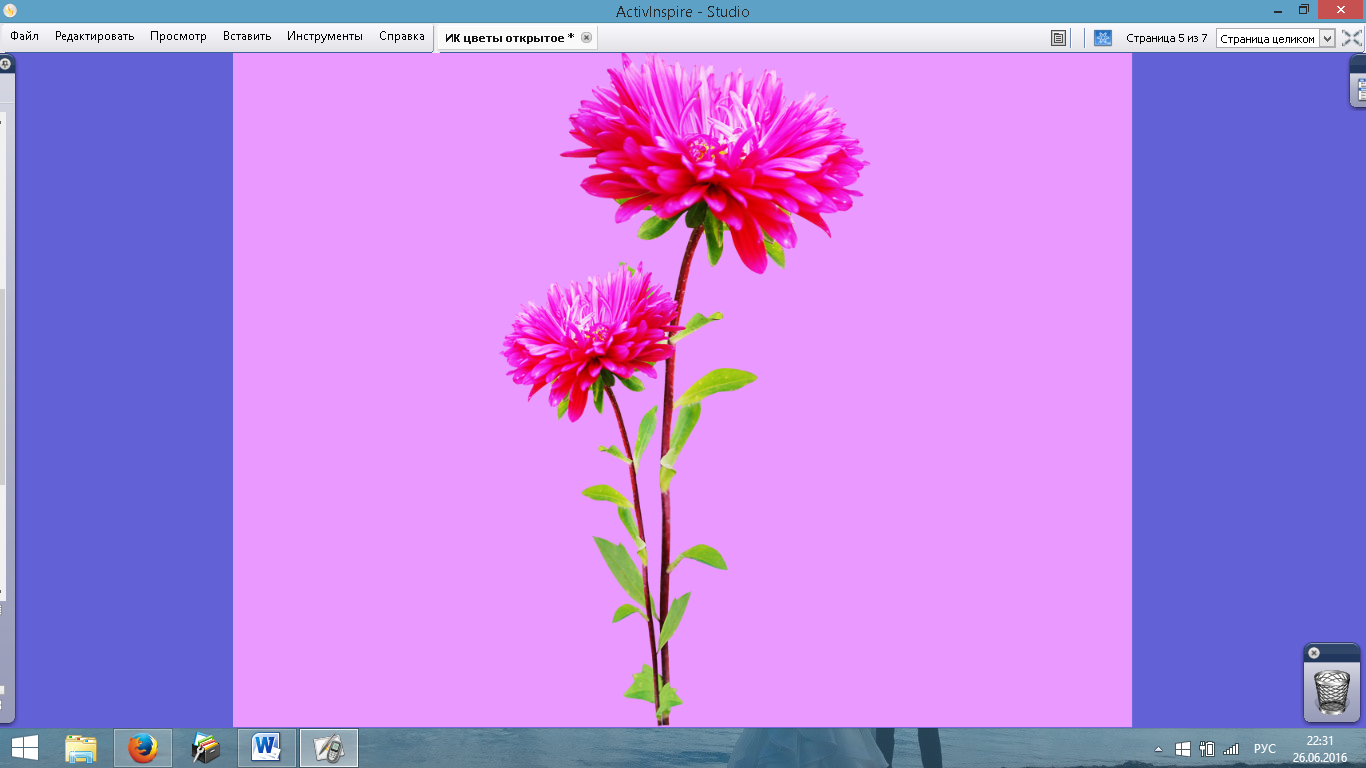 ActivInspire - Studio
Файл Редактировать Просмотр Вставить Инструменты Справка ИК цветы открытое * Страница 5 из 7 Страница целиком
РУС
22:31
26.06.2016